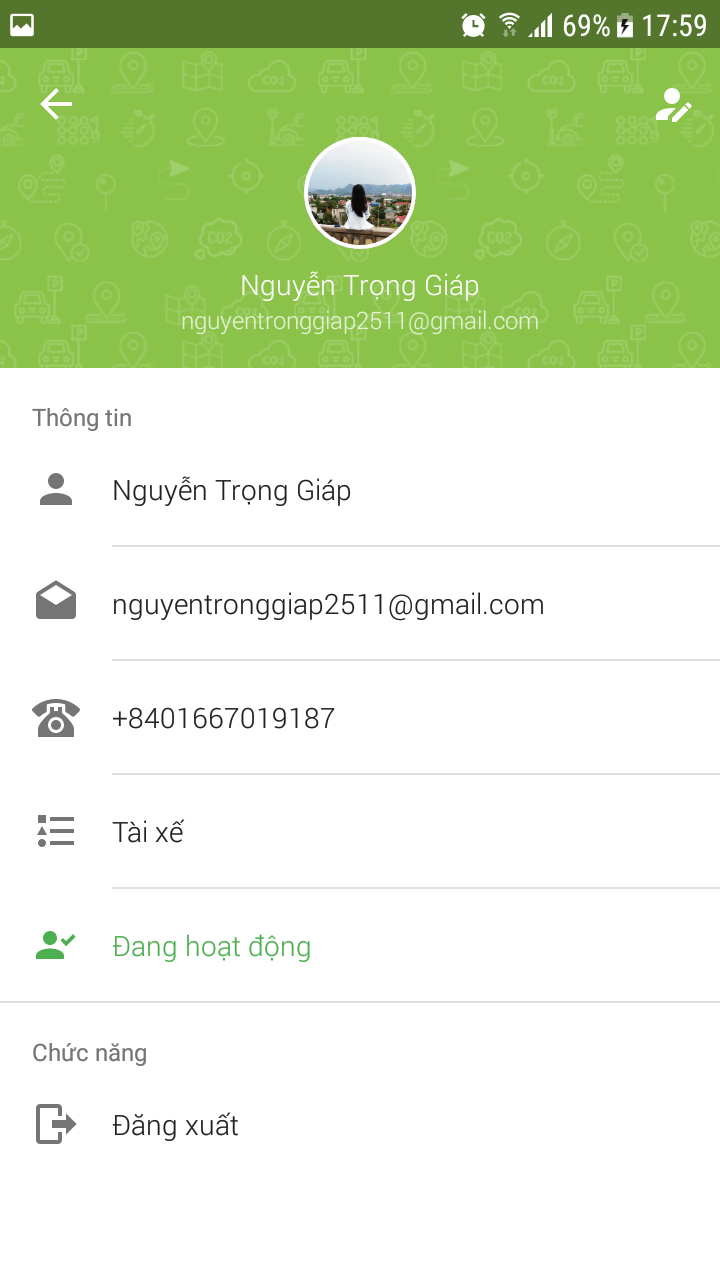 69% 17:59
Nguyễn Trọng Giáp
nguyentronggiap2511@gmail.com
Thông tin
Nguyễn Trọng Giáp
nguyentronggiap2511@gmail.com
+8401667019187
Tài xế
Đang hoạt động
Chức năng
Đăng xuất